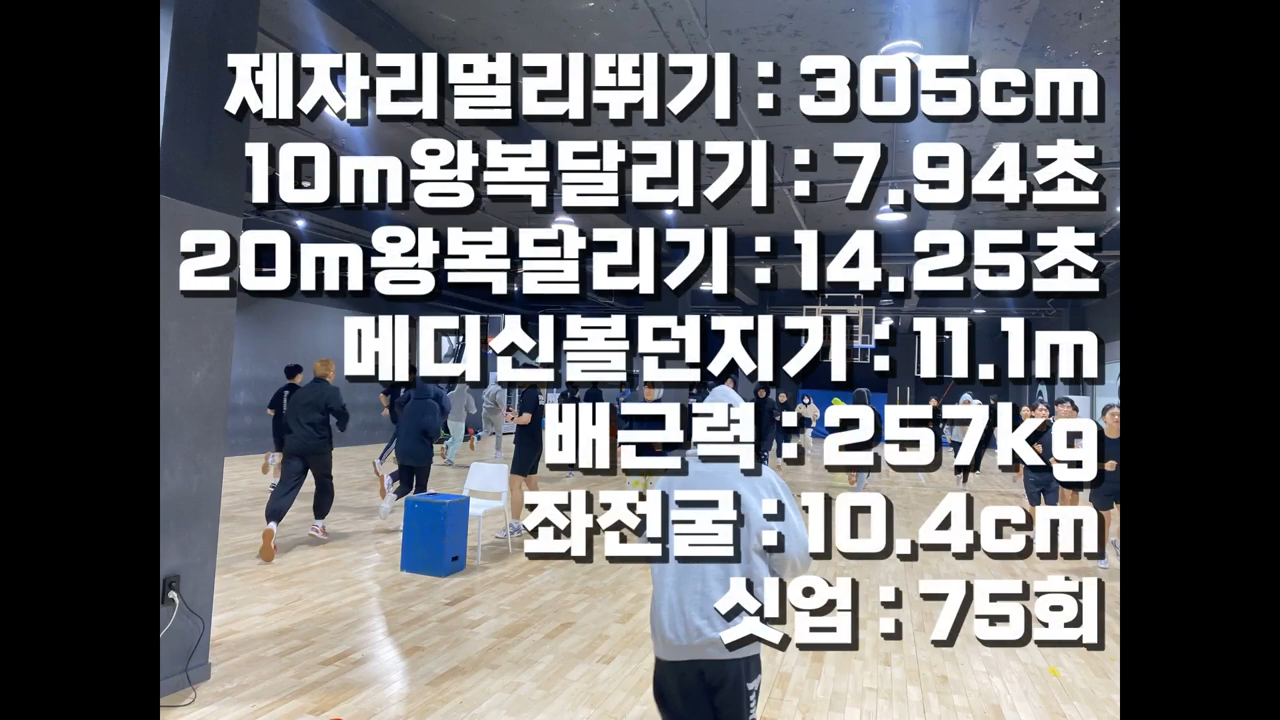 제자리멀리뛰기 : 305cm
10m왕복달리기 : 7.94초
20m왕복달리기 : 14.25초
메디신볼던지기 : 11.1m
배근력 : 257kg
좌전굴 : 10.4cm
싯업 : 75회